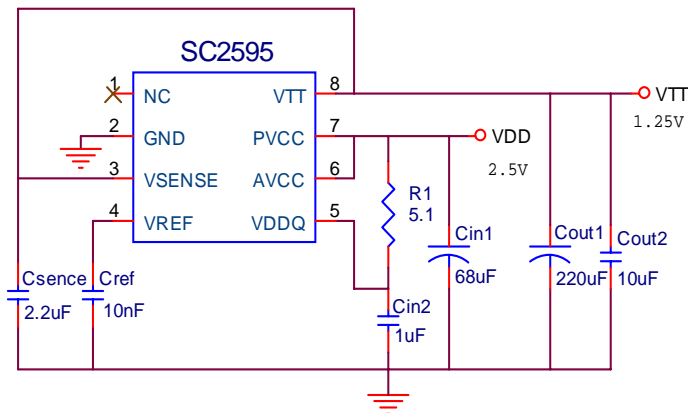 SC2595
1 NC VTT 8
2 GND PVCC 7
3 VSENSE AVCC 6
4 VREF VDDQ 5
VTT
1.25V
VDD
2.5V
R1
5.1
Cin1
68uF
Cout1
220uF
Cout2
10uF
Csence
2.2uF
Cref
10nF
Cin2
1uF